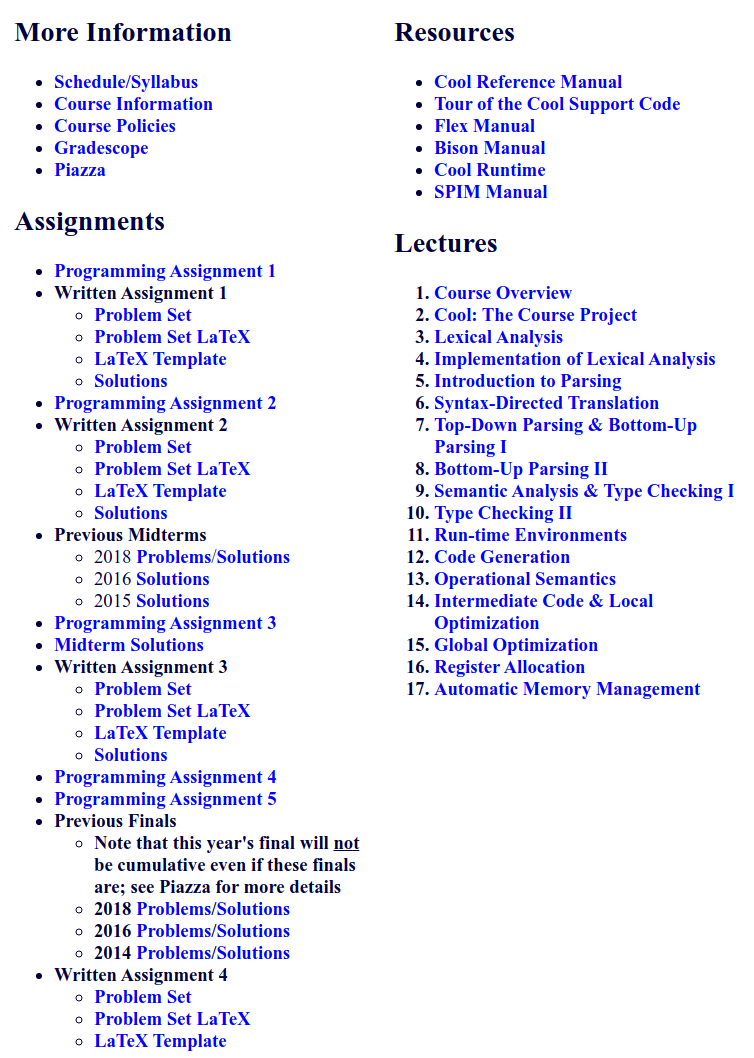 More Information
Schedule/Syllabus
Course Information
Course Policies
Gradescope
Piazza
Assignments
Programming Assignment 1
Written Assignment 1
Problem Set
Problem Set LaTeX
LaTeX Template
Solutions
Programming Assignment 2
Written Assignment 2
Problem Set
Problem Set LaTeX
LaTeX Template
Solutions
Previous Midterms
2018 Problems/Solutions
2016 Solutions
2015 Solutions
Programming Assignment 3
Midterm Solutions
Written Assignment 3
Problem Set
Problem Set LaTeX
LaTeX Template
Solutions
Programming Assignment 4
Programming Assignment 5
Previous Finals
Note that this year's final will not
be cumulative even if these finals
are; see Piazza for more details
2018 Problems/Solutions
2016 Problems/Solutions
2014 Problems/Solutions
Written Assignment 4
Problem Set
Problem Set LaTeX
LaTeX Template
Resources
Cool Reference Manual
Tour of the Cool Support Code
Flex Manual
Bison Manual
Cool Runtime
SPIM Manual
Lectures
1. Course Overview
2. Cool: The Course Project
3. Lexical Analysis
4. Implementation of Lexical Analysis
5. Introduction to Parsing
6. Syntax-Directed Translation
7. Top-Down Parsing & Bottom-Up
Parsing I
8. Bottom-Up Parsing II
9. Semantic Analysis & Type Checking I
10. Type Checking II
11. Run-time Environments
12. Code Generation
13. Operational Semantics
14. Intermediate Code & Local
Optimization
15. Global Optimization
16. Register Allocation
17. Automatic Memory Management